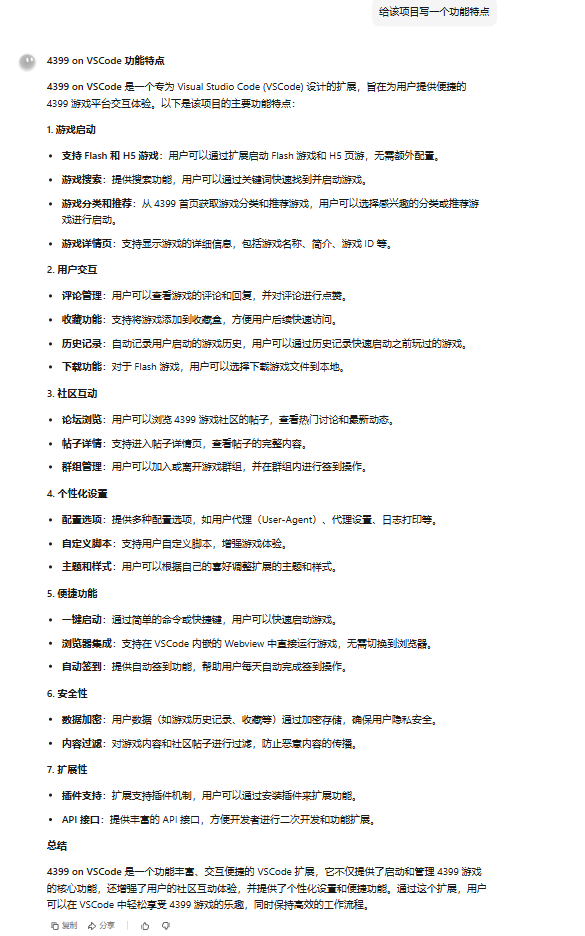 给该项目写一个功能特点
4399 on VSCode 功能特点
4399 on VSCode 是一个专为 Visual Studio Code (VSCode) 设计的扩展，旨在为用户提供便捷的
4399 游戏平台交互体验。以下是该项目的主要功能特点：
1. 游戏启动
• 支持 Flash 和 H5 游戏：用户可以通过扩展启动 Flash 游戏和 H5 页游，无需额外配置。
• 游戏搜索：提供搜索功能，用户可以通过关键词快速找到并启动游戏。
• 游戏分类和推荐：从 4399 首页获取游戏分类和推荐游戏，用户可以选择感兴趣的分类或推荐游
戏进行启动。
• 游戏详情页：支持显示游戏的详细信息，包括游戏名称、简介、游戏 ID 等。
2. 用户交互
• 评论管理：用户可以查看游戏的评论和回复，并对评论进行点赞。
• 收藏功能：支持将游戏添加到收藏盒，方便用户后续快速访问。
• 历史记录：自动记录用户启动的游戏历史，用户可以通过历史记录快速启动之前玩过的游戏。
• 下载功能：对于 Flash 游戏，用户可以选择下载游戏文件到本地。
3. 社区互动
• 论坛浏览：用户可以浏览 4399 游戏社区的帖子，查看热门讨论和最新动态。
• 帖子详情：支持进入帖子详情页，查看帖子的完整内容。
• 群组管理：用户可以加入或离开游戏群组，并在群组内进行签到操作。
4. 个性化设置
• 配置选项：提供多种配置选项，如用户代理（User-Agent）、代理设置、日志打印等。
• 自定义脚本：支持用户自定义脚本，增强游戏体验。
• 主题和样式：用户可以根据自己的喜好调整扩展的主题和样式。
5. 便捷功能
• 一键启动：通过简单的命令或快捷键，用户可以快速启动游戏。
• 浏览器集成：支持在 VSCode 内嵌的 Webview 中直接运行游戏，无需切换到浏览器。
• 自动签到：提供自动签到功能，帮助用户每天自动完成签到操作。
6. 安全性
• 数据加密：用户数据（如游戏历史记录、收藏等）通过加密存储，确保用户隐私安全。
• 内容过滤：对游戏内容和社区帖子进行过滤，防止恶意内容的传播。
7. 扩展性
• 插件支持：扩展支持插件机制，用户可以通过安装插件来扩展功能。
• API 接口：提供丰富的 API 接口，方便开发者进行二次开发和功能扩展。
总结
4399 on VSCode 是一个功能丰富、交互便捷的 VSCode 扩展，它不仅提供了启动和管理 4399 游戏
的核心功能，还增强了用户的社区互动体验，并提供了个性化设置和便捷功能。通过这个扩展，用户
可以在 VSCode 中轻松享受 4399 游戏的乐趣，同时保持高效的工作流程。
复制 分享